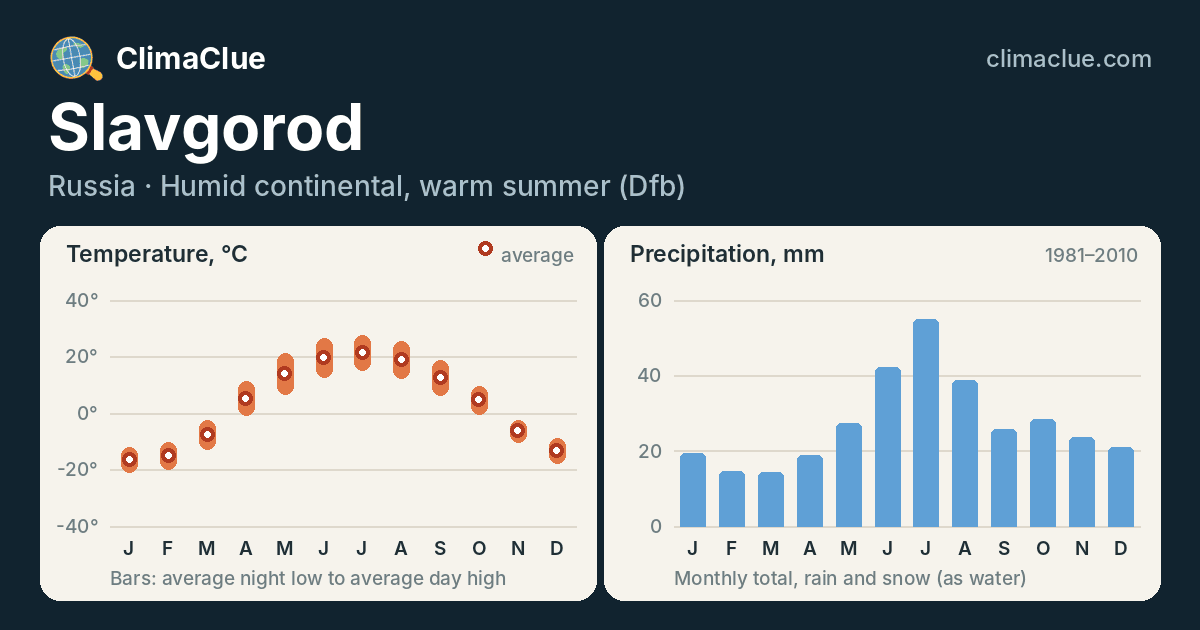 ClimaClue
climaclue.com
Slavgorod
Russia · Humid continental, warm summer (Dfb)
Temperature, °C
average
40°
20°
0°
-20°
-40°
J F M A M J J A S O N D
Bars: average night low to average day high
Precipitation, mm
1981–2010
60
40
20
0
J F M A M J J A S O N D
Monthly total, rain and snow (as water)